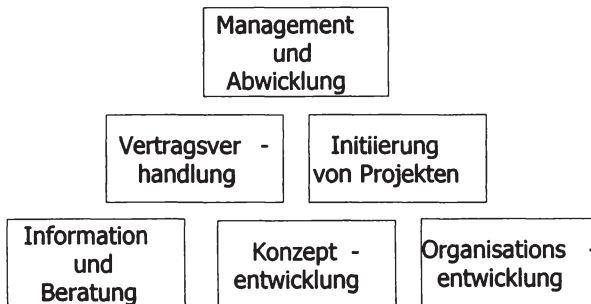 Management
und
Abwicklung
Vertragsver -
handlung
Initiierung
von Projekten
Information
und
Beratung
Konzept -
entwicklung
Organisations -
entwicklung